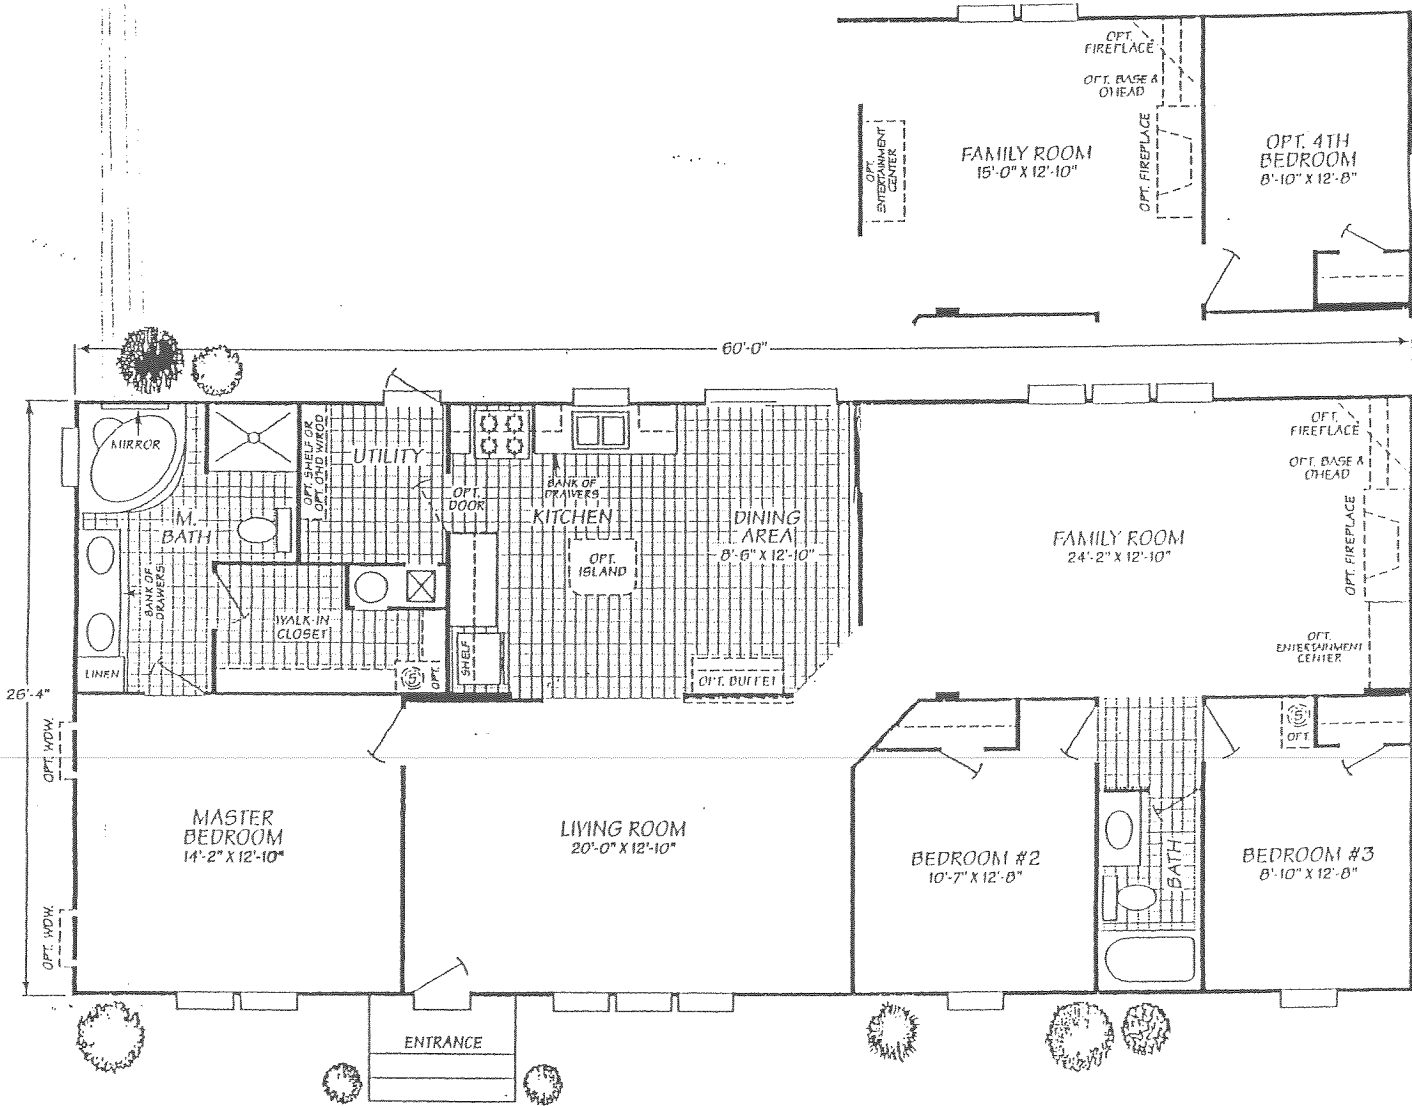 OPT.
FIREPLACE
OPT. BASE &
O'HEAD
OPT.
ENTERTAINMENT
CENTER
FAMILY ROOM
15'-0" X 12'-10"
OPT. FIREPLACE
OPT. 4TH
BEDROOM
8'-10" X 12'-8"
60'-0"
26'-4"
MIRROR
M.
BATH
BANK OF
DRAWERS
LINEN
OPT. SHELF OR
OPT. O'HD W/ROD
UTILITY
WALK-IN
CLOSET
OPT.
OPT.
DOOR
BANK OF
DRAWERS
KITCHEN
OPT.
ISLAND
SHELF
DINING
AREA
8'-6" X 12'-10"
OPT. BUFFET
FAMILY ROOM
24'-2" X 12'-10"
OPT.
FIREPLACE
OPT. BASE &
O'HEAD
OPT. FIREPLACE
OPT.
ENTERTAINMENT
CENTER
OPT. WDW.
OPT. WDW.
MASTER
BEDROOM
14'-2" X 12'-10"
LIVING ROOM
20'-0" X 12'-10"
BEDROOM #2
10'-7" X 12'-8"
BATH
S
OPT.
BEDROOM #3
8'-10" X 12'-8"
ENTRANCE